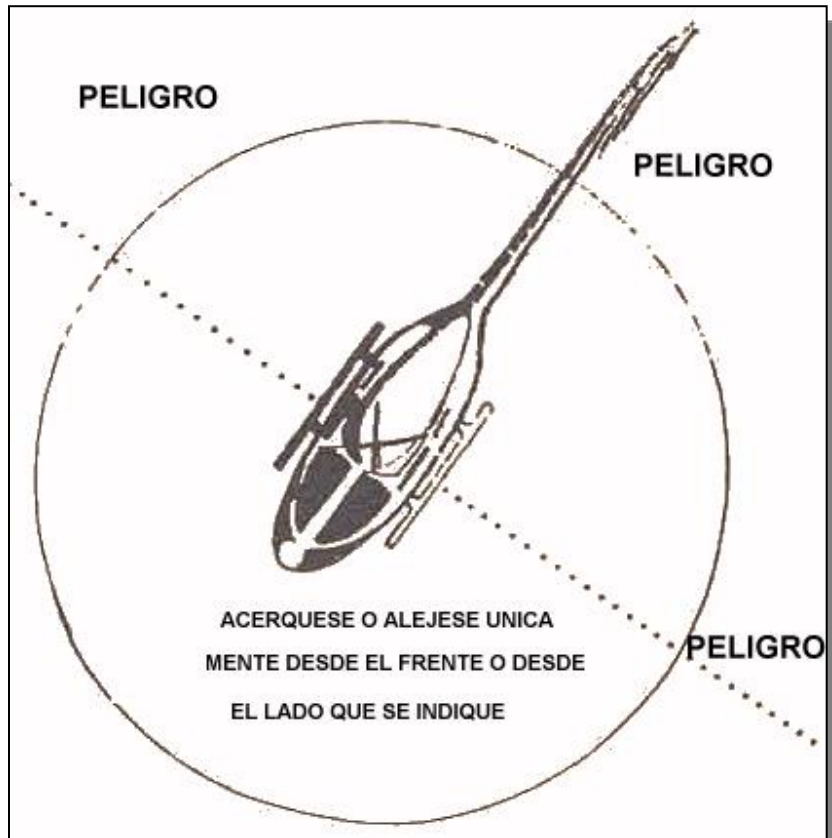 PELIGRO
PELIGRO
ACERQUESE O ALEJESE UNICA
MENTE DESDE EL FRENTE O DESDE
EL LADO QUE SE INDIQUE
PELIGRO